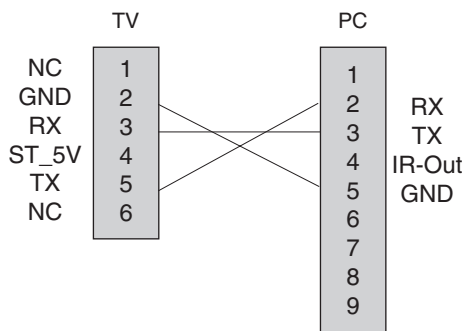 TV
PC
NC 1
GND 2
RX 3
ST_5V 4
TX 5
NC 6
1
2 RX
3 TX
4 IR-Out
5 GND
6
7
8
9